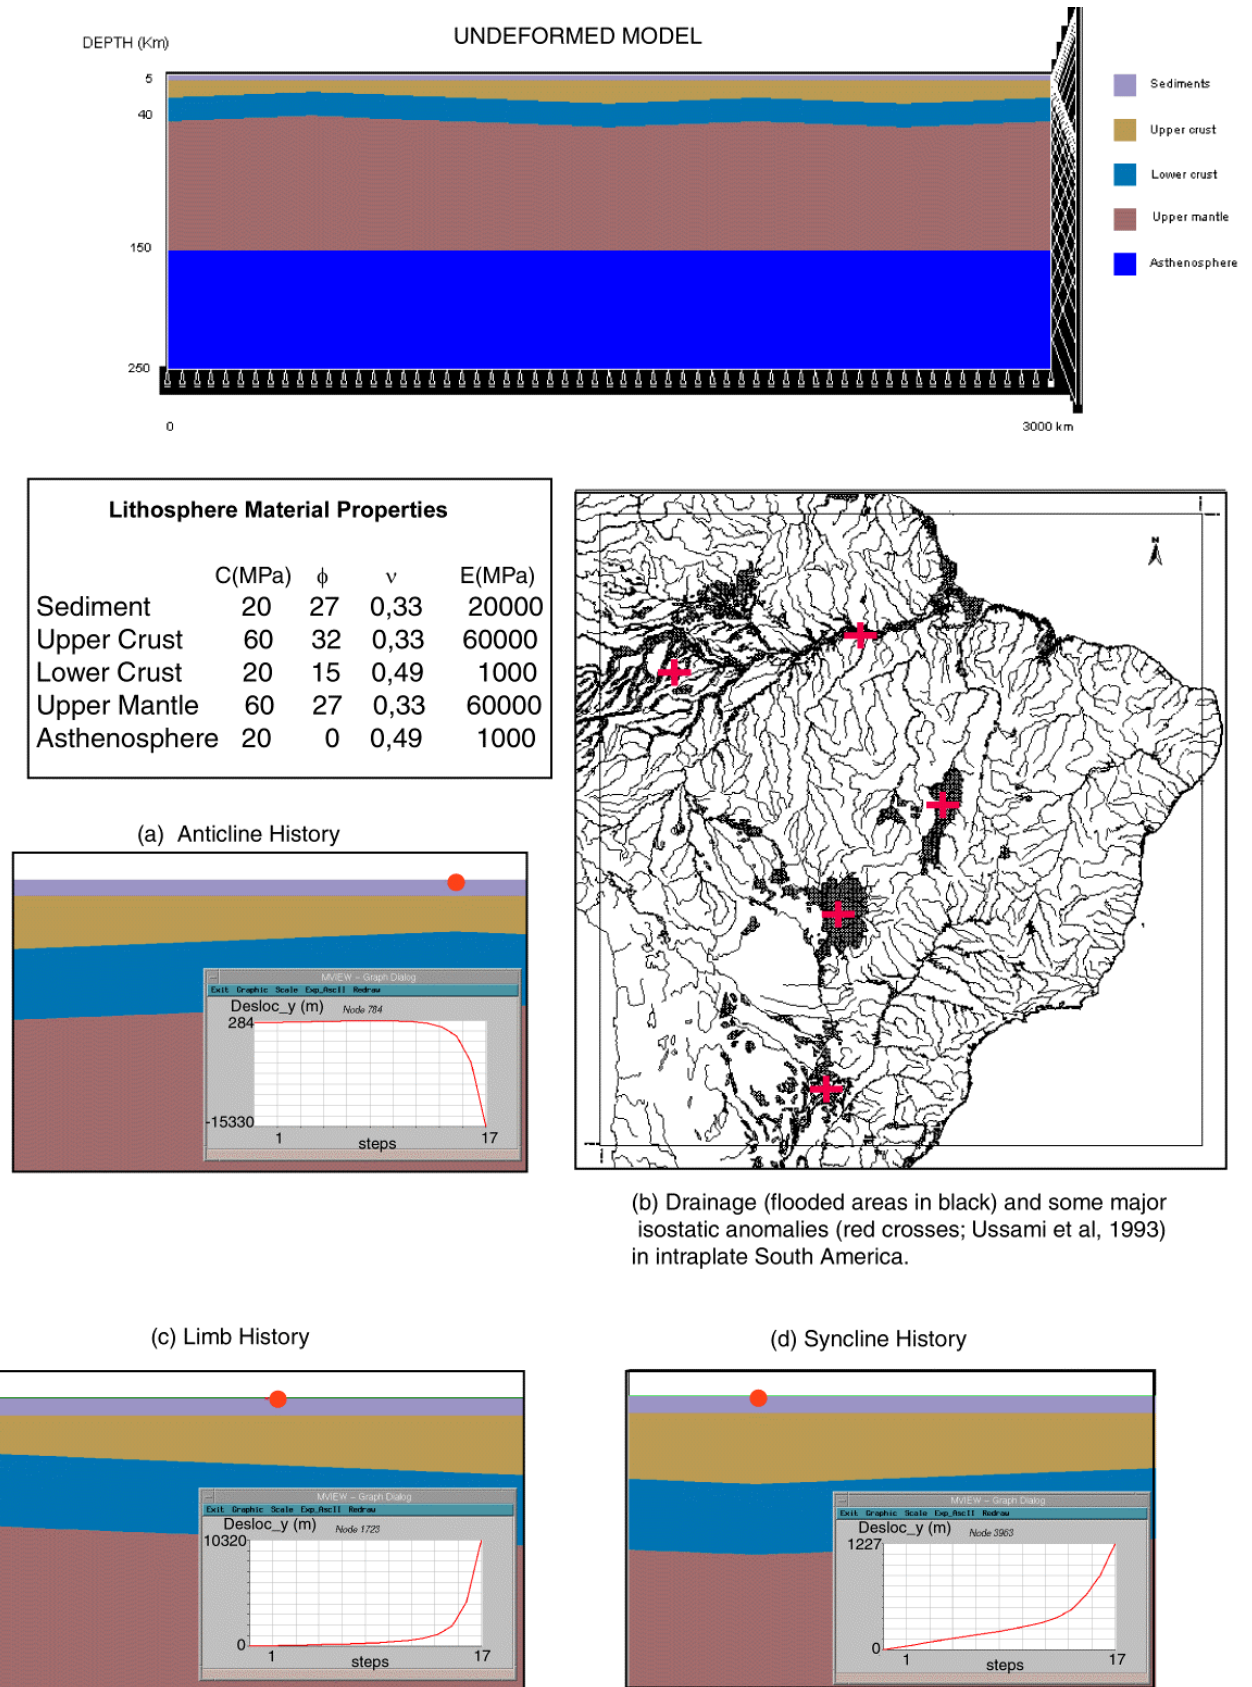 UNDEFORMED MODEL
DEPTH (Km)
5
40
150
250
0
3000 km
Sediments
Upper crust
Lower crust
Upper mantle
Asthenosphere
Lithosphere Material Properties
C(MPa) ϕ ν E(MPa)
Sediment 20 27 0,33 20000
Upper Crust 60 32 0,33 60000
Lower Crust 20 15 0,49 1000
Upper Mantle 60 27 0,33 60000
Asthenosphere 20 0 0,49 1000
N
(a) Anticline History
MVIEW – Graph Dialog
Exit Graphic Scale Exp_AscII Redraw
Desloc_y (m) Node 784
284
-15330
1 17
steps
(b) Drainage (flooded areas in black) and some major
isostatic anomalies (red crosses; Ussami et al, 1993)
in intraplate South America.
(c) Limb History
MVIEW – Graph Dialog
Exit Graphic Scale Exp_AscII Redraw
Desloc_y (m) Node 1723
10320
0
1 17
steps
(d) Syncline History
MVIEW – Graph Dialog
Exit Graphic Scale Exp_AscII Redraw
Desloc_y (m) Node 3963
1227
0
1 17
steps